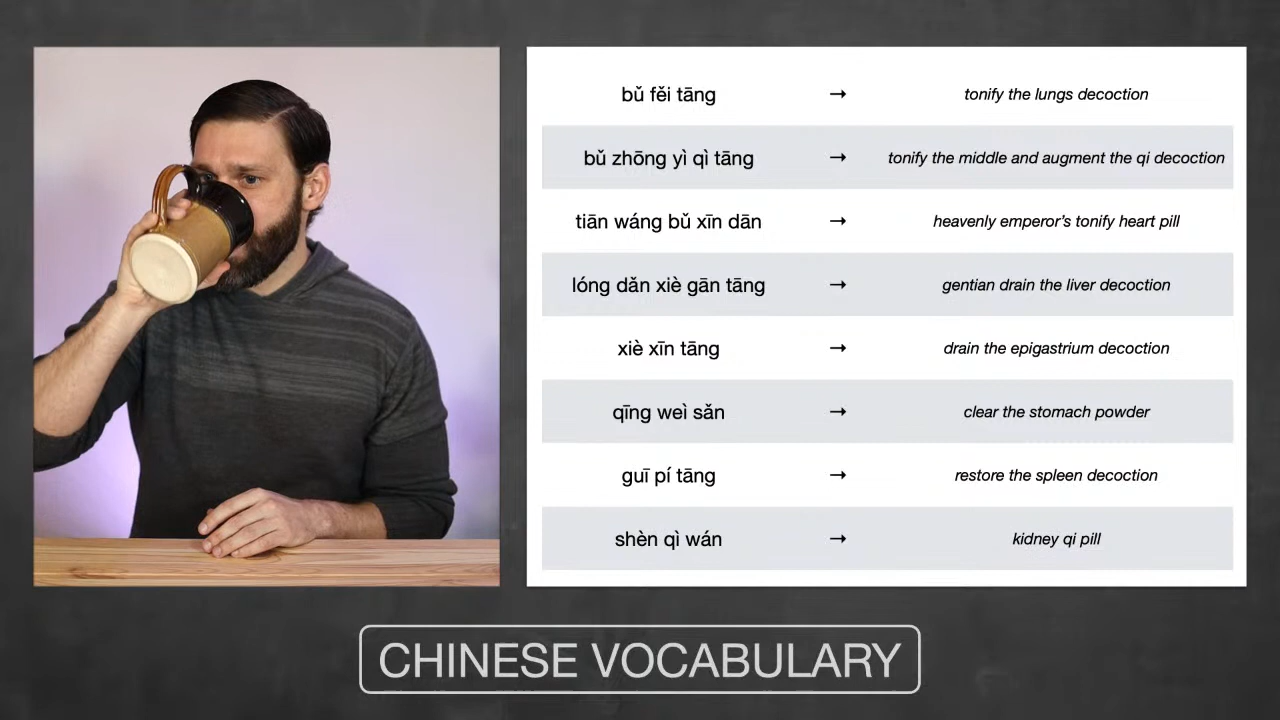 bǔ fěi tāng → tonify the lungs decoction
bǔ zhōng yì qì tāng → tonify the middle and augment the qi decoction
tiān wáng bǔ xīn dān → heavenly emperor’s tonify heart pill
lóng dǎn xiè gān tāng → gentian drain the liver decoction
xiè xīn tāng → drain the epigastrium decoction
qīng weì sǎn → clear the stomach powder
guī pí tāng → restore the spleen decoction
shèn qì wán → kidney qi pill
CHINESE VOCABULARY